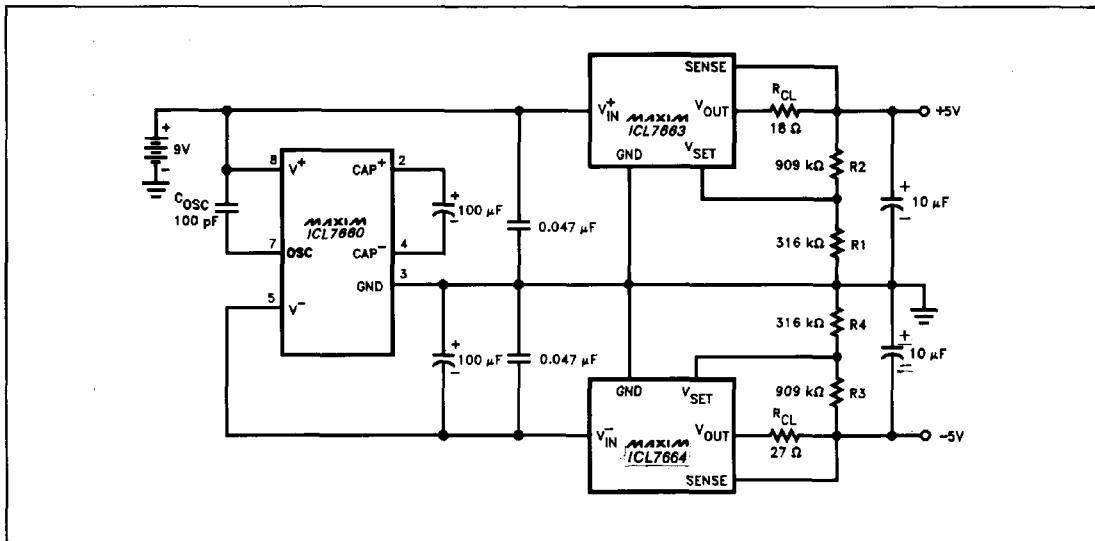 SENSE
V+IN
MAXIM
ICL7663
VOUT
RCL
18 Ω
+5V
GND
VSET
+
9V
-
8
V+
CAP+
2
909 kΩ
R2
COSC
100 pF
MAXIM
ICL7660
+
100 μF
-
0.047 μF
+
10 μF
-
7
OSC
CAP-
4
316 kΩ
R1
GND
3
5
V-
316 kΩ
R4
+
100 μF
-
0.047 μF
+
10 μF
-
GND
VSET
909 kΩ
R3
V-IN
MAXIM
ICL7664
VOUT
RCL
27 Ω
-5V
SENSE